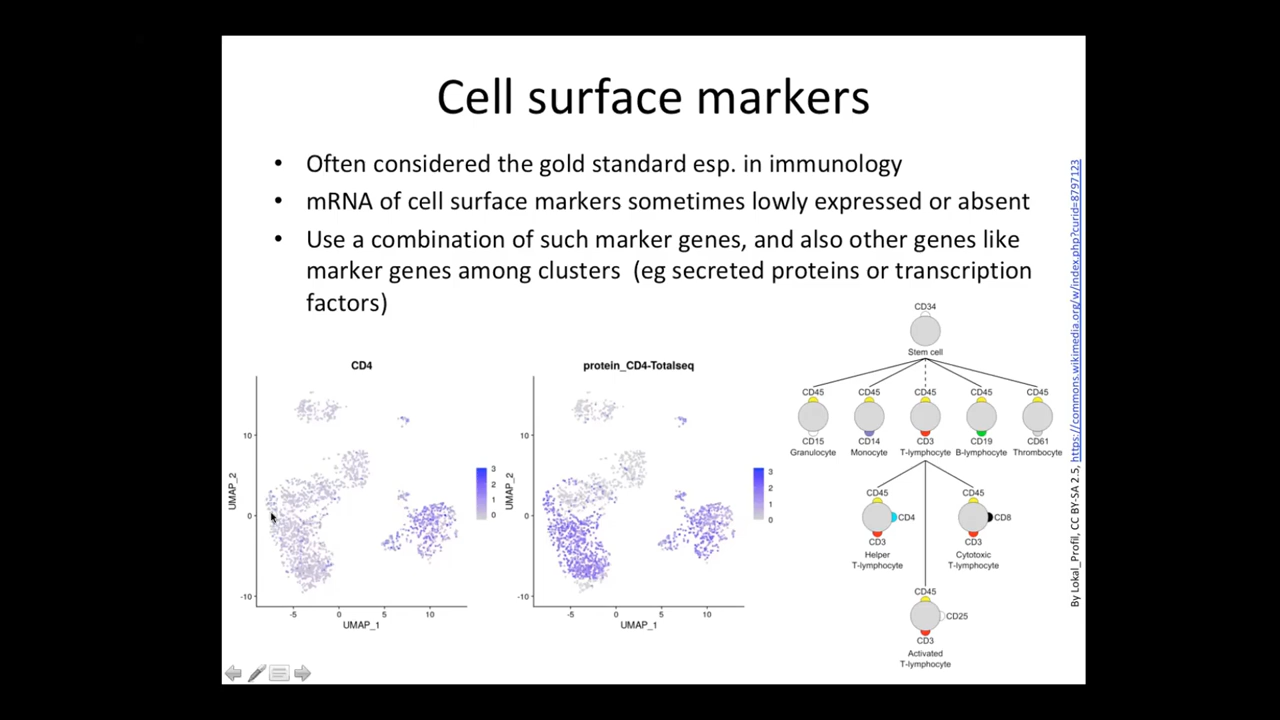 Cell surface markers
• Often considered the gold standard esp. in immunology
• mRNA of cell surface markers sometimes lowly expressed or absent
• Use a combination of such marker genes, and also other genes like
marker genes among clusters (eg secreted proteins or transcription
factors)
CD4
UMAP_2
10
0
-10
-5
0
5
10
UMAP_1
3
2
1
0
protein_CD4-Totalseq
UMAP_2
10
0
-10
-5
0
5
10
UMAP_1
3
2
1
0
CD34
Stem cell
CD45 CD45 CD45 CD45 CD45
CD15 CD14 CD3 CD19 CD61
Granulocyte Monocyte T-lymphocyte B-lymphocyte Thrombocyte
CD45 CD45
CD4 CD8
CD3 CD3
Helper Cytotoxic
T-lymphocyte T-lymphocyte
CD45
CD25
CD3
Activated
T-lymphocyte
By Lokal_Profil, CC BY-SA 2.5, https://commons.wikimedia.org/w/index.php?curid=8797123